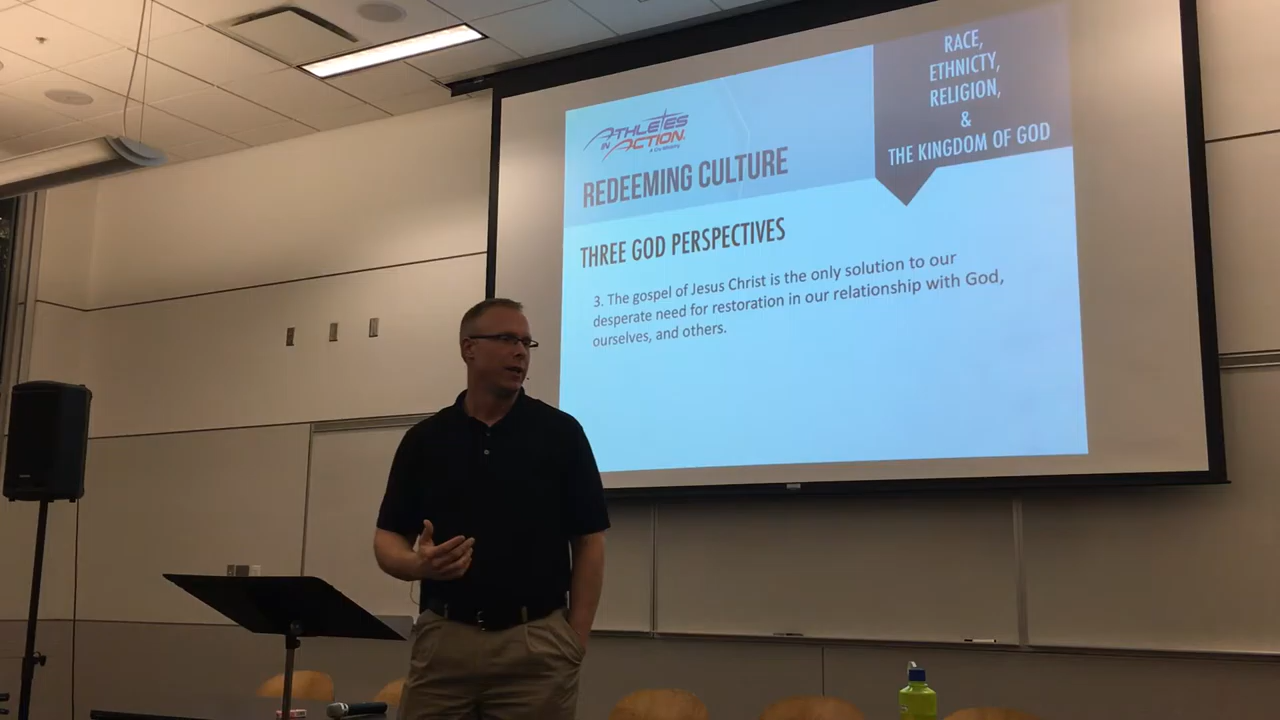 RACE,
ETHNICTY,
RELIGION,
&
THE KINGDOM OF GOD
ATHLETES
IN ACTION
REDEEMING CULTURE
THREE GOD PERSPECTIVES
3. The gospel of Jesus Christ is the only solution to our
desperate need for restoration in our relationship with God,
ourselves, and others.